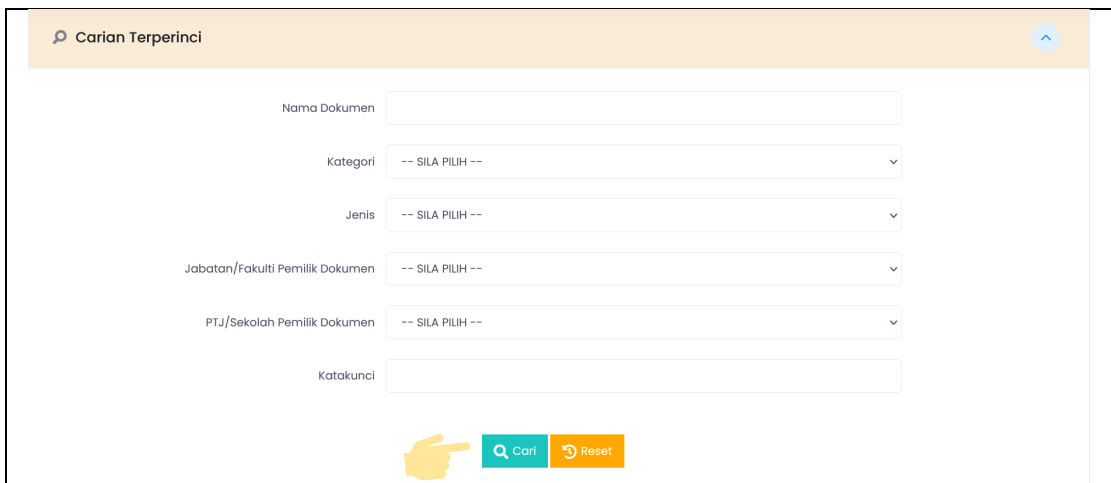 Carian Terperinci
Nama Dokumen
Kategori -- SILA PILIH --
Jenis -- SILA PILIH --
Jabatan/Fakulti Pemilik Dokumen -- SILA PILIH --
PTJ/Sekolah Pemilik Dokumen -- SILA PILIH --
Katakunci
Cari Reset